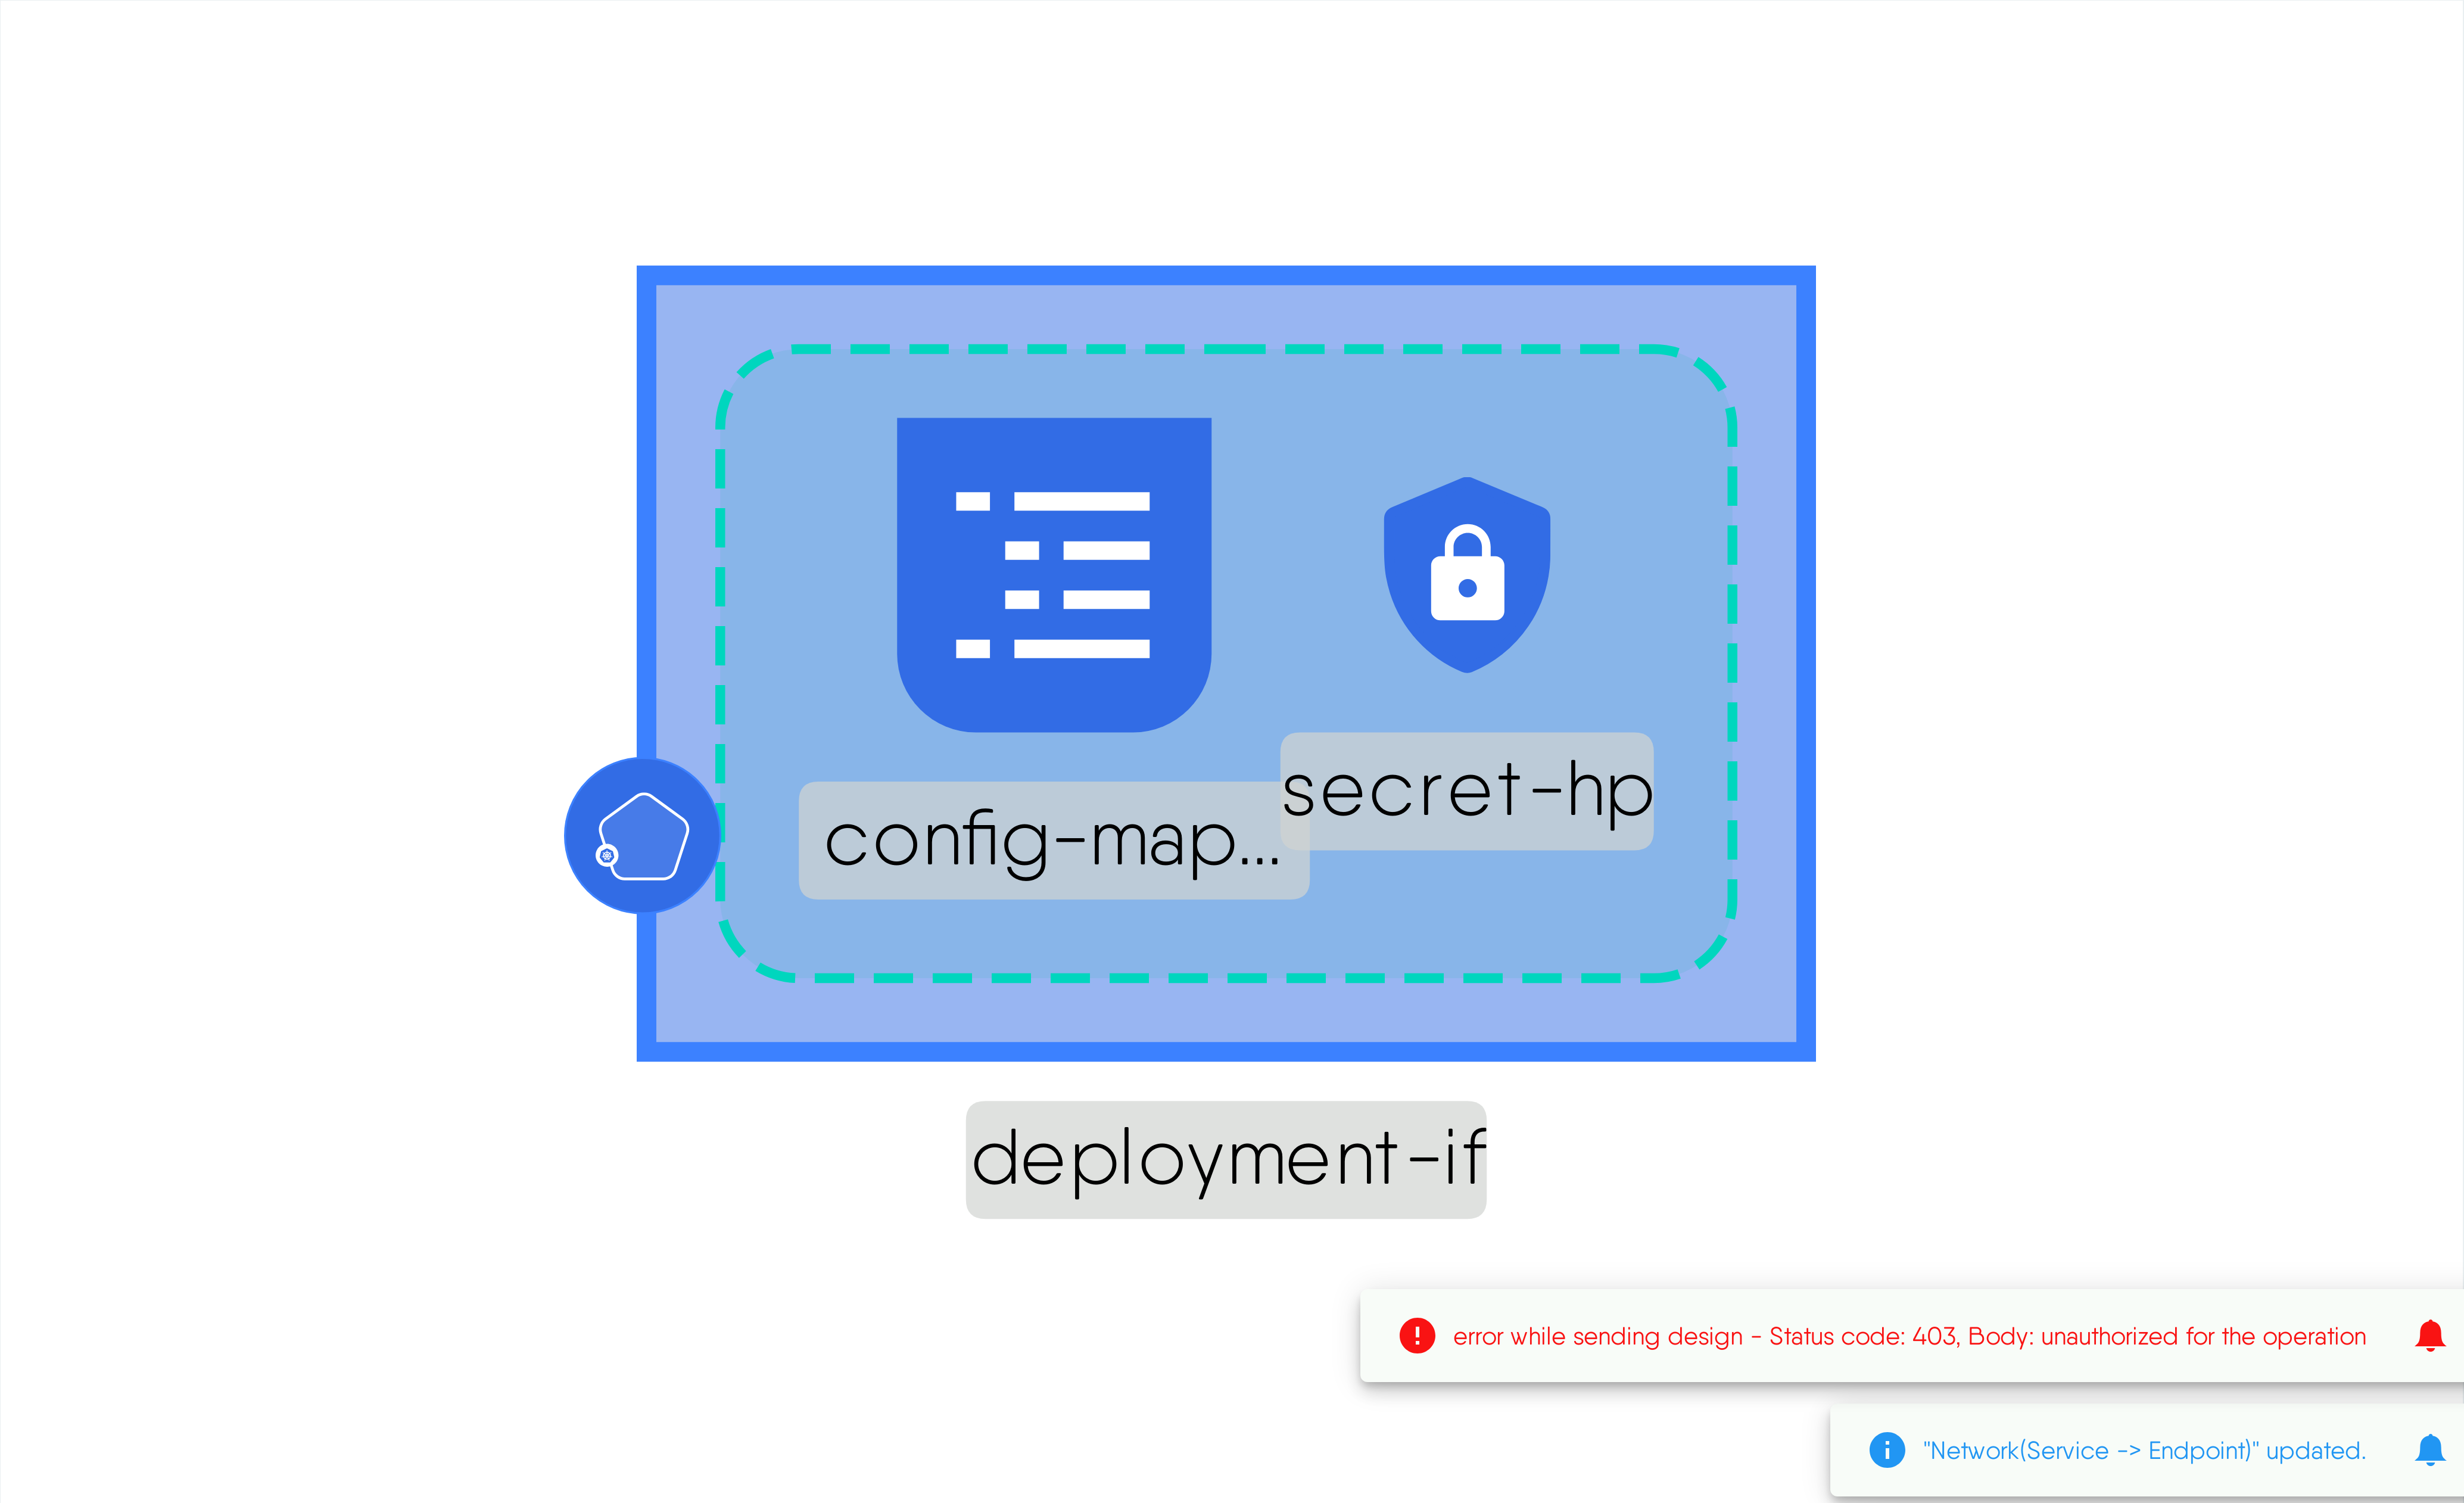 secret-hp
config-map...
deployment-if
error while sending design - Status code: 403, Body: unauthorized for the operation
"Network(Service -> Endpoint)" updated.